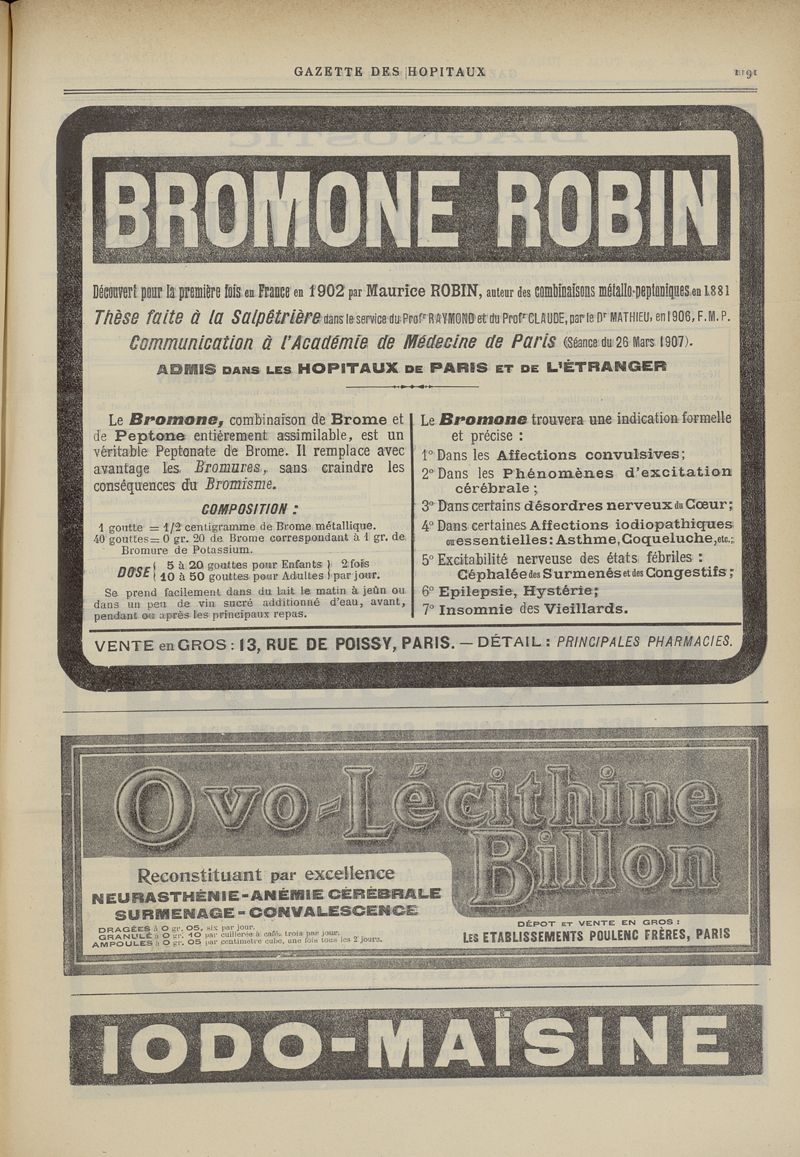 GAZETTE DES HOPITAUX 1191
BROMONE ROBIN
Découvert pour la première fois en France en 1902 par Maurice ROBIN, auteur des combinaisons métallo-peptoniques en 1881
Thèse faite à la Salpêtrière dans le service du Profr RAYMOND et du Profr CLAUDE, par le Dr MATHIEU, en 1906, F. M. P.
Communication à l'Académie de Médecine de Paris (Séance du 26 Mars 1907).
ADMIS DANS LES HOPITAUX DE PARIS ET DE L'ÉTRANGER
Le Bromone, combinaison de Brome et
de Peptone entièrement assimilable, est un
véritable Peptonate de Brome. Il remplace avec
avantage les Bromures, sans craindre les
conséquences du Bromisme.
COMPOSITION :
1 goutte = 1/2 centigramme de Brome métallique.
40 gouttes = 0 gr. 20 de Brome correspondant à 1 gr. de
Bromure de Potassium.
DOSE { 5 à 20 gouttes pour Enfants } 2 fois
{ 10 à 50 gouttes pour Adultes } par jour.
Se prend facilement dans du lait le matin à jeûn ou
dans un peu de vin sucré additionné d'eau, avant,
pendant ou après les principaux repas.
Le Bromone trouvera une indication formelle
et précise :
1° Dans les Affections convulsives;
2° Dans les Phénomènes d'excitation
cérébrale ;
3° Dans certains désordres nerveux du Cœur;
4° Dans certaines Affections iodiopathiques
ou essentielles: Asthme, Coqueluche, etc.;
5° Excitabilité nerveuse des états fébriles :
Céphalée des Surmenés et des Congestifs;
6° Epilepsie, Hystérie;
7° Insomnie des Vieillards.
VENTE en GROS : 13, RUE DE POISSY, PARIS. — DÉTAIL : PRINCIPALES PHARMACIES.
Ovo-Lécithine
Billon
Reconstituant par excellence
NEURASTHÉNIE-ANÉMIE CÉRÉBRALE
SURMENAGE - CONVALESCENCE
DRAGÉES à 0 gr. 05, six par jour.
GRANULÉ à 0 gr. 10 par cuillerée à café, trois par jour.
AMPOULES à 0 gr. 05 par centimètre cube, une fois tous les 2 jours.
DÉPOT ET VENTE EN GROS :
LES ETABLISSEMENTS POULENC FRÈRES, PARIS
IODO-MAÏSINE